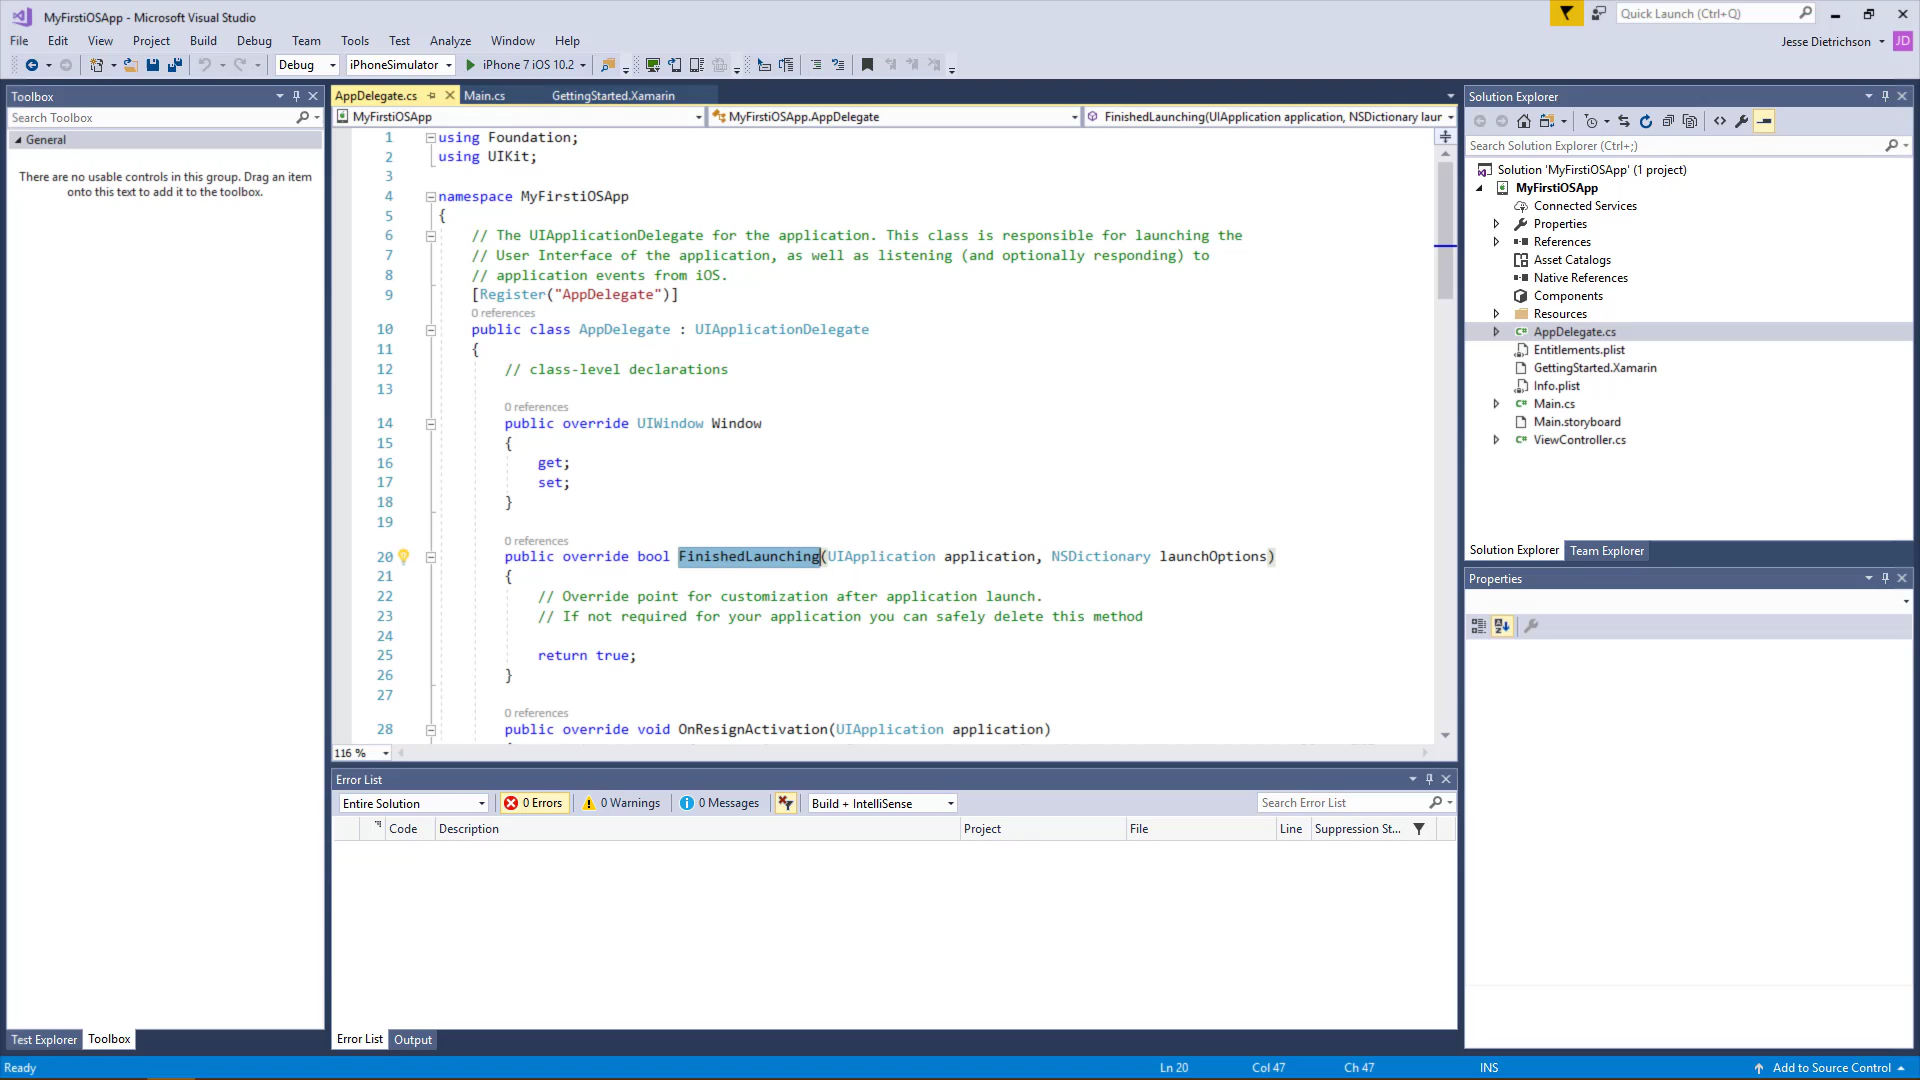 MyFirstiOSApp - Microsoft Visual Studio
Quick Launch (Ctrl+Q)
File Edit View Project Build Debug Team Tools Test Analyze Window Help
Jesse Dietrichson JD
Debug iPhoneSimulator iPhone 7 iOS 10.2
Toolbox
Search Toolbox
General
There are no usable controls in this group. Drag an item
onto this text to add it to the toolbox.
Test Explorer Toolbox
AppDelegate.cs Main.cs GettingStarted.Xamarin
MyFirstiOSApp MyFirstiOSApp.AppDelegate FinishedLaunching(UIApplication application, NSDictionary laur
1 using Foundation;
2 using UIKit;
3
4 namespace MyFirstiOSApp
5 {
6 // The UIApplicationDelegate for the application. This class is responsible for launching the
7 // User Interface of the application, as well as listening (and optionally responding) to
8 // application events from iOS.
9 [Register("AppDelegate")]
0 references
10 public class AppDelegate : UIApplicationDelegate
11 {
12 // class-level declarations
13
0 references
14 public override UIWindow Window
15 {
16 get;
17 set;
18 }
19
0 references
20 public override bool FinishedLaunching(UIApplication application, NSDictionary launchOptions)
21 {
22 // Override point for customization after application launch.
23 // If not required for your application you can safely delete this method
24
25 return true;
26 }
27
0 references
28 public override void OnResignActivation(UIApplication application)
116 %
Error List
Entire Solution 0 Errors 0 Warnings 0 Messages Build + IntelliSense Search Error List
Code Description Project File Line Suppression St...
Error List Output
Solution Explorer
Search Solution Explorer (Ctrl+;)
Solution 'MyFirstiOSApp' (1 project)
MyFirstiOSApp
Connected Services
Properties
References
Asset Catalogs
Native References
Components
Resources
C# AppDelegate.cs
Entitlements.plist
GettingStarted.Xamarin
Info.plist
C# Main.cs
Main.storyboard
C# ViewController.cs
Solution Explorer Team Explorer
Properties
Ready Ln 20 Col 47 Ch 47 INS Add to Source Control